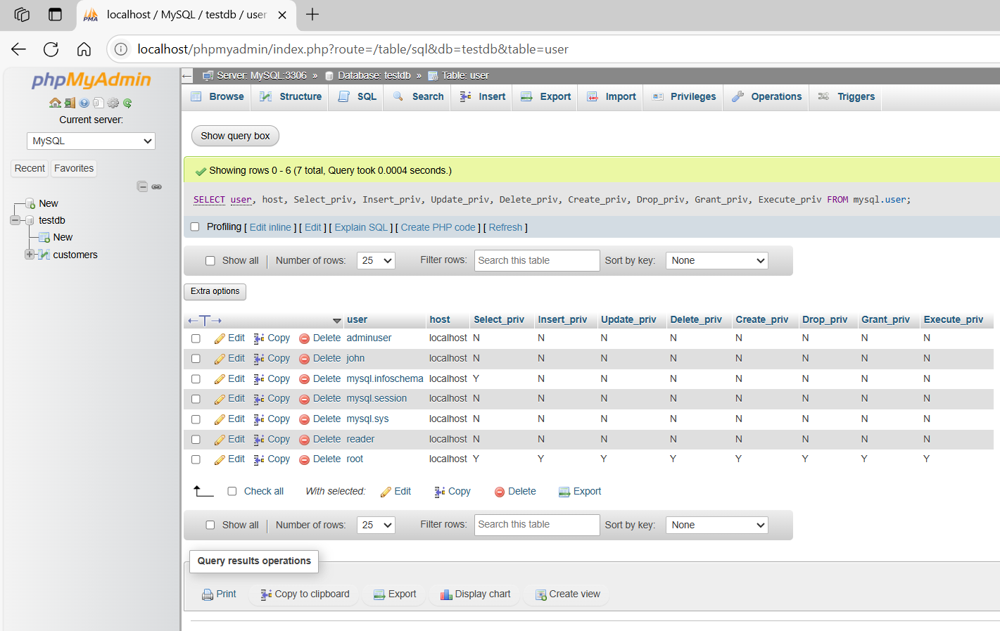 localhost / MySQL / testdb / user
localhost/phpmyadmin/index.php?route=/table/sql&db=testdb&table=user
phpMyAdmin
Current server:
MySQL
Recent Favorites
New
testdb
New
customers
Server: MySQL:3306 » Database: testdb » Table: user
Browse Structure SQL Search Insert Export Import Privileges Operations Triggers
Show query box
Showing rows 0 - 6 (7 total, Query took 0.0004 seconds.)
SELECT user, host, Select_priv, Insert_priv, Update_priv, Delete_priv, Create_priv, Drop_priv, Grant_priv, Execute_priv FROM mysql.user;
Profiling [ Edit inline ] [ Edit ] [ Explain SQL ] [ Create PHP code ] [ Refresh ]
Show all Number of rows: 25 Filter rows: Search this table Sort by key: None
Extra options
user host Select_priv Insert_priv Update_priv Delete_priv Create_priv Drop_priv Grant_priv Execute_priv
Edit Copy Delete adminuser localhost N N N N N N N N
Edit Copy Delete john localhost N N N N N N N N
Edit Copy Delete mysql.infoschema localhost Y N N N N N N N
Edit Copy Delete mysql.session localhost N N N N N N N N
Edit Copy Delete mysql.sys localhost N N N N N N N N
Edit Copy Delete reader localhost N N N N N N N N
Edit Copy Delete root localhost Y Y Y Y Y Y Y Y
Check all With selected: Edit Copy Delete Export
Show all Number of rows: 25 Filter rows: Search this table Sort by key: None
Query results operations
Print Copy to clipboard Export Display chart Create view